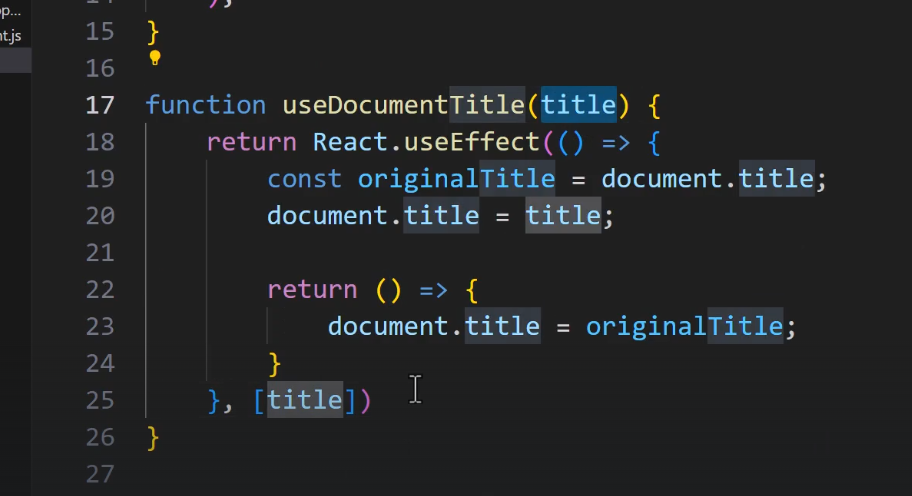 op...
14
);
nt.js
15
}
16
17 function useDocumentTitle(title) {
18 return React.useEffect(() => {
19 const originalTitle = document.title;
20 document.title = title;
21
22 return () => {
23 document.title = originalTitle;
24 }
25 }, [title])
26 }
27